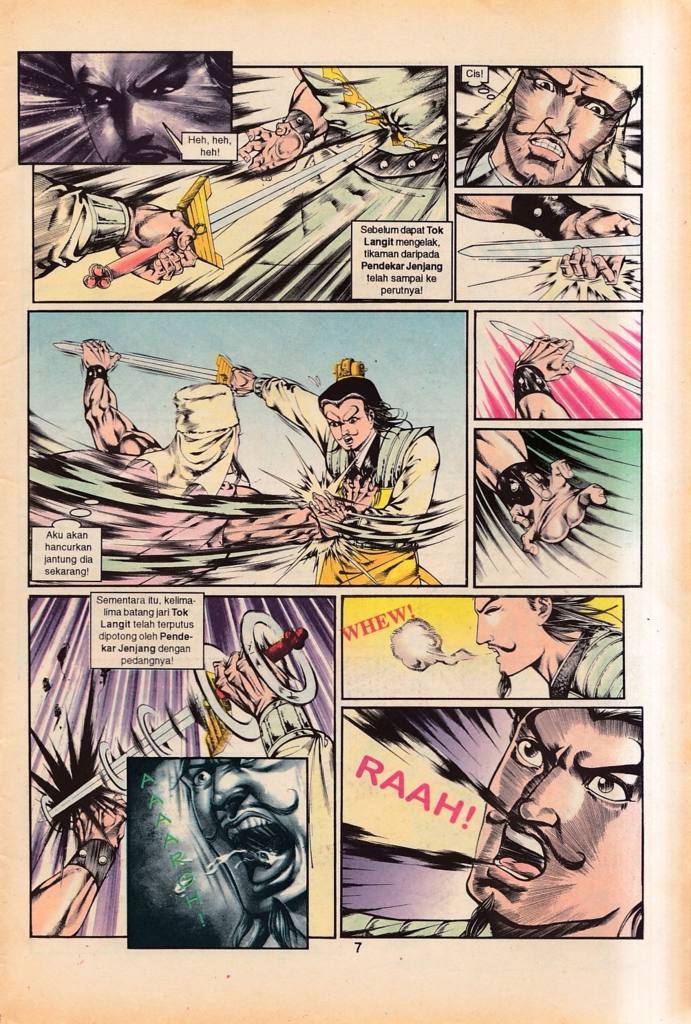 Heh, heh,
heh!
Sebelum dapat Tok
Langit mengelak,
tikaman daripada
Pendekar Jenjang
telah sampai ke
perutnya!
Cis!
Aku akan
hancurkan
jantung dia
sekarang!
Sementara itu, kelima-
lima batang jari Tok
Langit telah terputus
dipotong oleh Pende-
kar Jenjang dengan
pedangnya!
AAAAARGH!
WHEW!
RAAH!
7